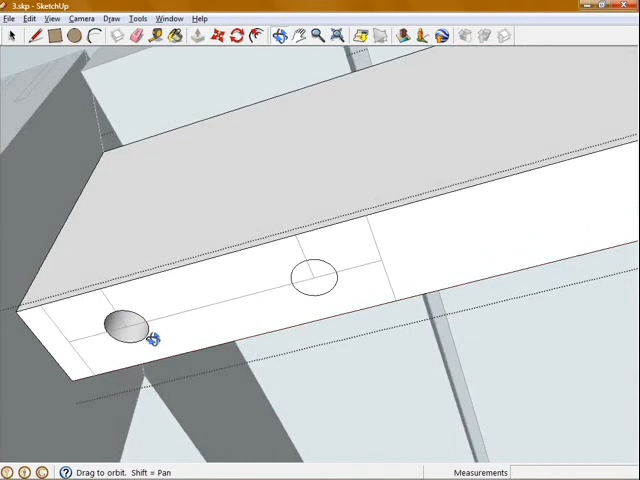 3.skp - SketchUp
File Edit View Camera Draw Tools Window Help
Drag to orbit. Shift = Pan
Measurements